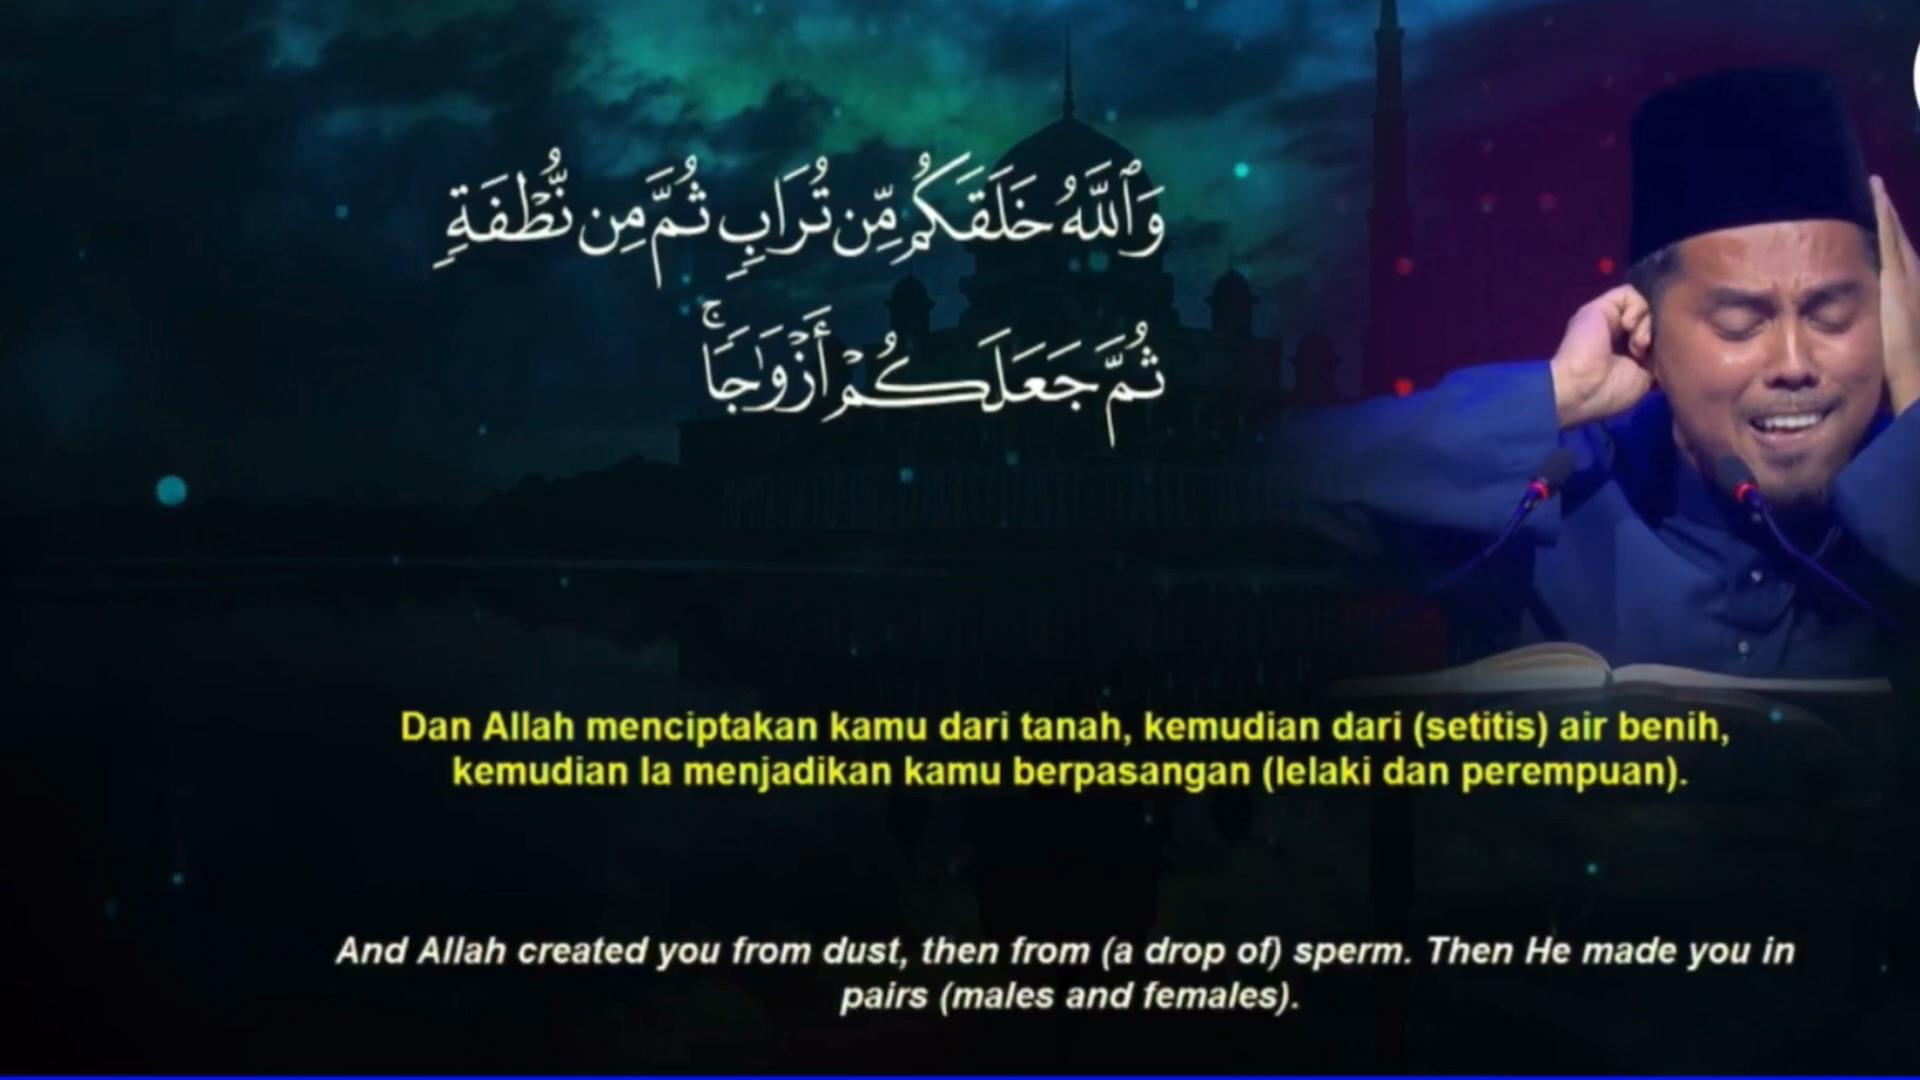 وَٱللَّهُ خَلَقَكُم مِّن تُرَابٍ ثُمَّ مِن نُّطْفَةٍ
ثُمَّ جَعَلَكُمْ أَزْوَٰجًا ۚ
Dan Allah menciptakan kamu dari tanah, kemudian dari (setitis) air benih,
kemudian Ia menjadikan kamu berpasangan (lelaki dan perempuan).
And Allah created you from dust, then from (a drop of) sperm. Then He made you in
pairs (males and females).